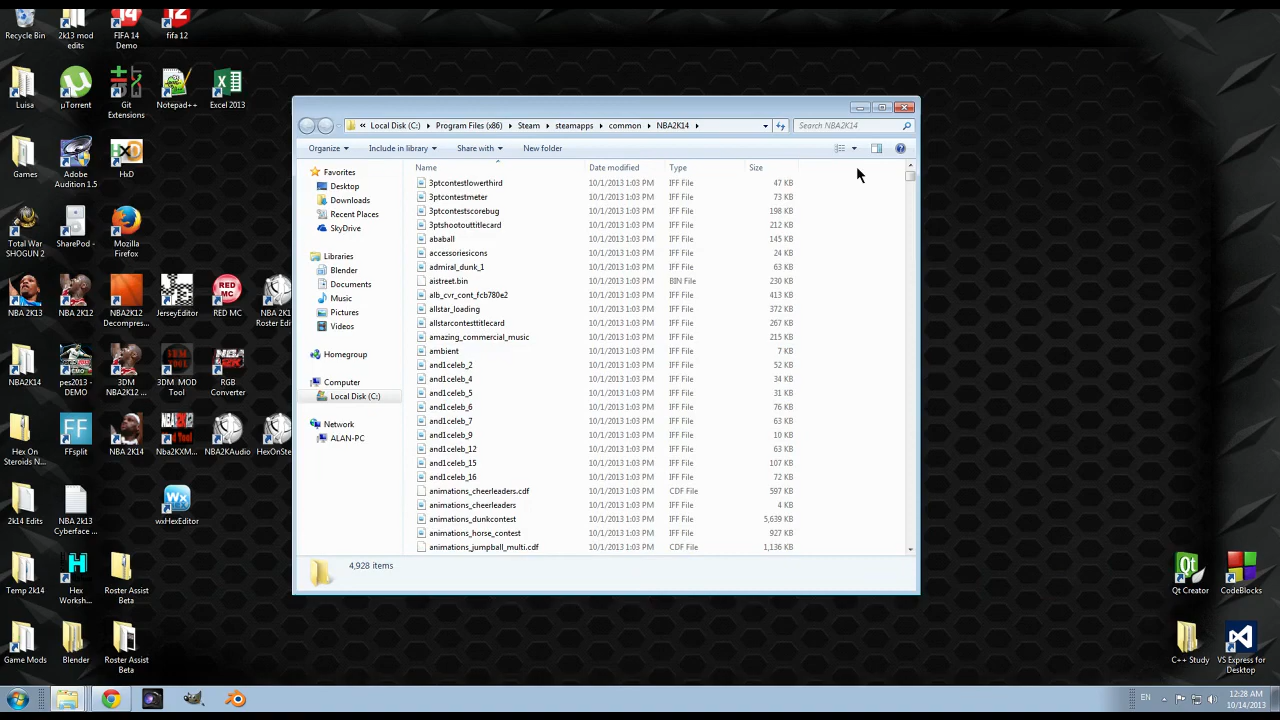 Recycle Bin
2k13 mod edits
FIFA 14 Demo
fifa 12
Luisa
µTorrent
Git Extensions
Notepad++
Excel 2013
Games
Adobe Audition 1.5
HxD
Total War SHOGUN 2
SharePod -
Mozilla Firefox
NBA 2K13
NBA 2K12
NBA2K12 Decompres...
JerseyEditor
RED MC
RED MC
NBA 2K1
Roster Edi
NBA2K14
pes2013 - DEMO
3DM NBA2K12 ...
3DM MOD Tool
RGB Converter
Hex On Steroids N...
FFsplit
NBA 2K14
Nba2KXM...
NBA2KAudio
HexOnSte
2k14 Edits
NBA 2k13 Cyberface ...
wxHexEditor
Temp 2k14
Hex Worksh...
Roster Assist Beta
Game Mods
Blender
Roster Assist Beta
« Local Disk (C:) Program Files (x86) Steam steamapps common NBA2K14
Search NBA2K14
Organize Include in library Share with New folder
Favorites
Desktop
Downloads
Recent Places
SkyDrive
Libraries
Blender
Documents
Music
Pictures
Videos
Homegroup
Computer
Local Disk (C:)
Network
ALAN-PC
Name Date modified Type Size
3ptcontestlowerthird 10/1/2013 1:03 PM IFF File 47 KB
3ptcontestmeter 10/1/2013 1:03 PM IFF File 73 KB
3ptcontestscorebug 10/1/2013 1:03 PM IFF File 198 KB
3ptshootouttitlecard 10/1/2013 1:03 PM IFF File 212 KB
ababall 10/1/2013 1:03 PM IFF File 145 KB
accessoriesicons 10/1/2013 1:03 PM IFF File 24 KB
admiral_dunk_1 10/1/2013 1:03 PM IFF File 63 KB
aistreet.bin 10/1/2013 1:03 PM BIN File 230 KB
alb_cvr_cont_fcb780e2 10/1/2013 1:03 PM IFF File 413 KB
allstar_loading 10/1/2013 1:03 PM IFF File 372 KB
allstarcontesttitlecard 10/1/2013 1:03 PM IFF File 267 KB
amazing_commercial_music 10/1/2013 1:03 PM IFF File 215 KB
ambient 10/1/2013 1:03 PM IFF File 7 KB
and1celeb_2 10/1/2013 1:03 PM IFF File 52 KB
and1celeb_4 10/1/2013 1:03 PM IFF File 34 KB
and1celeb_5 10/1/2013 1:03 PM IFF File 31 KB
and1celeb_6 10/1/2013 1:03 PM IFF File 76 KB
and1celeb_7 10/1/2013 1:03 PM IFF File 63 KB
and1celeb_9 10/1/2013 1:03 PM IFF File 10 KB
and1celeb_12 10/1/2013 1:03 PM IFF File 63 KB
and1celeb_15 10/1/2013 1:03 PM IFF File 107 KB
and1celeb_16 10/1/2013 1:03 PM IFF File 72 KB
animations_cheerleaders.cdf 10/1/2013 1:03 PM CDF File 597 KB
animations_cheerleaders 10/1/2013 1:03 PM IFF File 4 KB
animations_dunkcontest 10/1/2013 1:03 PM IFF File 5,639 KB
animations_horse_contest 10/1/2013 1:03 PM IFF File 927 KB
animations_jumpball_multi.cdf 10/1/2013 1:03 PM CDF File 1,136 KB
4,928 items
Qt Creator
CodeBlocks
C++ Study
VS Express for Desktop
EN
12:28 AM
10/14/2013